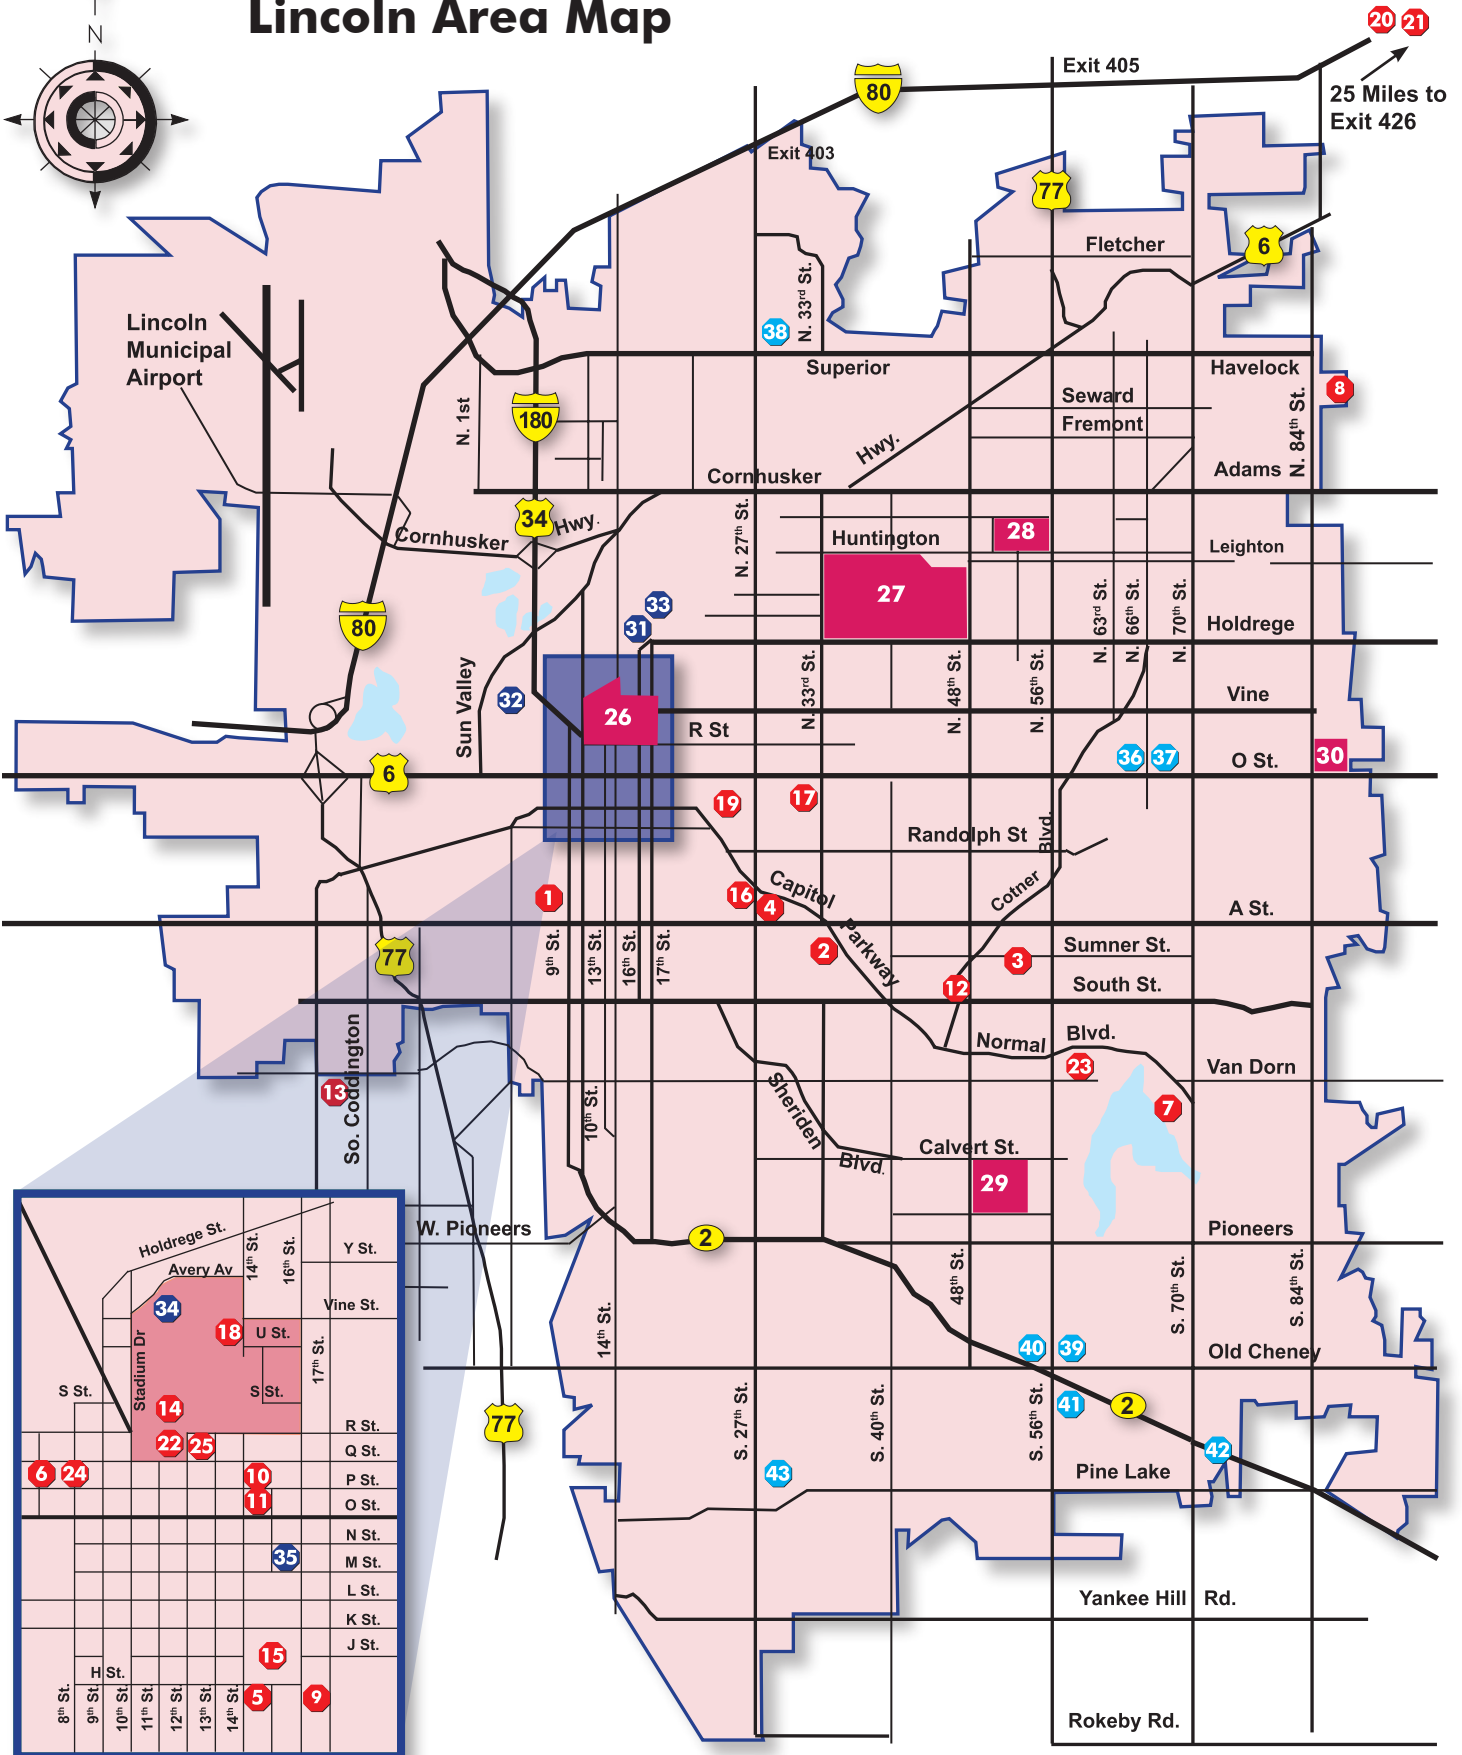 Lincoln Area Map
N
20 21
80
Exit 405
25 Miles to
Exit 426
Exit 403
77
6
Fletcher
N. 33rd St.
38
Lincoln
Municipal
Airport
Superior
Havelock
8
Seward
Fremont
N. 1st
180
Hwy.
N. 84th St.
Adams
Cornhusker
34
Hwy.
Cornhusker
N. 27th St.
Huntington
28
Leighton
27
33
31
80
N. 63rd St.
N. 66th St.
N. 70th St.
Holdrege
Sun Valley
32
26
N. 33rd St.
N. 48th St.
N. 56th St.
Vine
R St
36 37
30
O St.
6
19
17
Randolph St
Blvd.
1
16
4
Capitol
Cotner
A St.
77
9th St.
13th St.
16th St.
17th St.
2
Parkway
3
Sumner St.
12
South St.
Normal
Blvd.
Van Dorn
23
7
13
So. Coddington
10th St.
Sheriden
Blvd.
Calvert St.
29
W. Pioneers
2
Pioneers
48th St.
S. 70th St.
S. 84th St.
14th St.
40 39
Old Cheney
77
S. 27th St.
S. 40th St.
S. 56th St.
41
2
42
43
Pine Lake
Yankee Hill Rd.
Rokeby Rd.
Holdrege St.
14th St.
16th St.
Y St.
Avery Av
34
Vine St.
18
U St.
Stadium Dr
17th St.
S St.
S St.
14
R St.
22 25
Q St.
6 24
10
P St.
11
O St.
N St.
35
M St.
L St.
K St.
J St.
15
H St.
8th St.
9th St.
10th St.
11th St.
12th St.
13th St.
14th St.
5
9